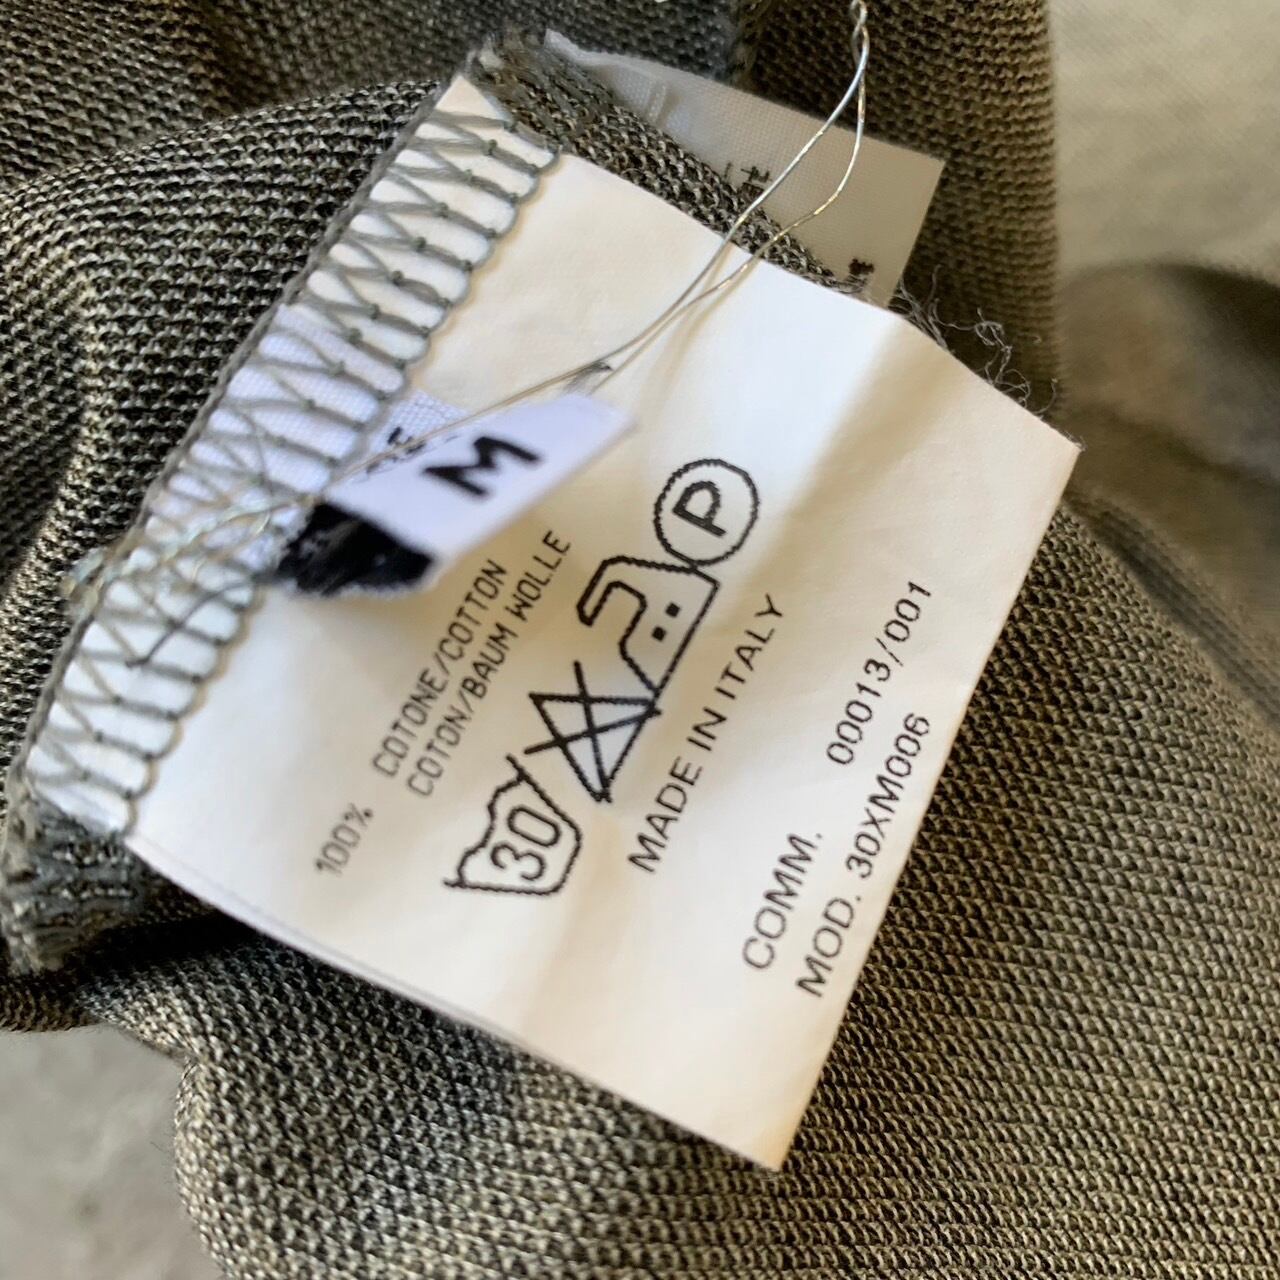 M
100% COTONE/COTTON
COTON/BAUM WOLLE
30 P
MADE IN ITALY
COMM. 00013/001
MOD. 30XM006